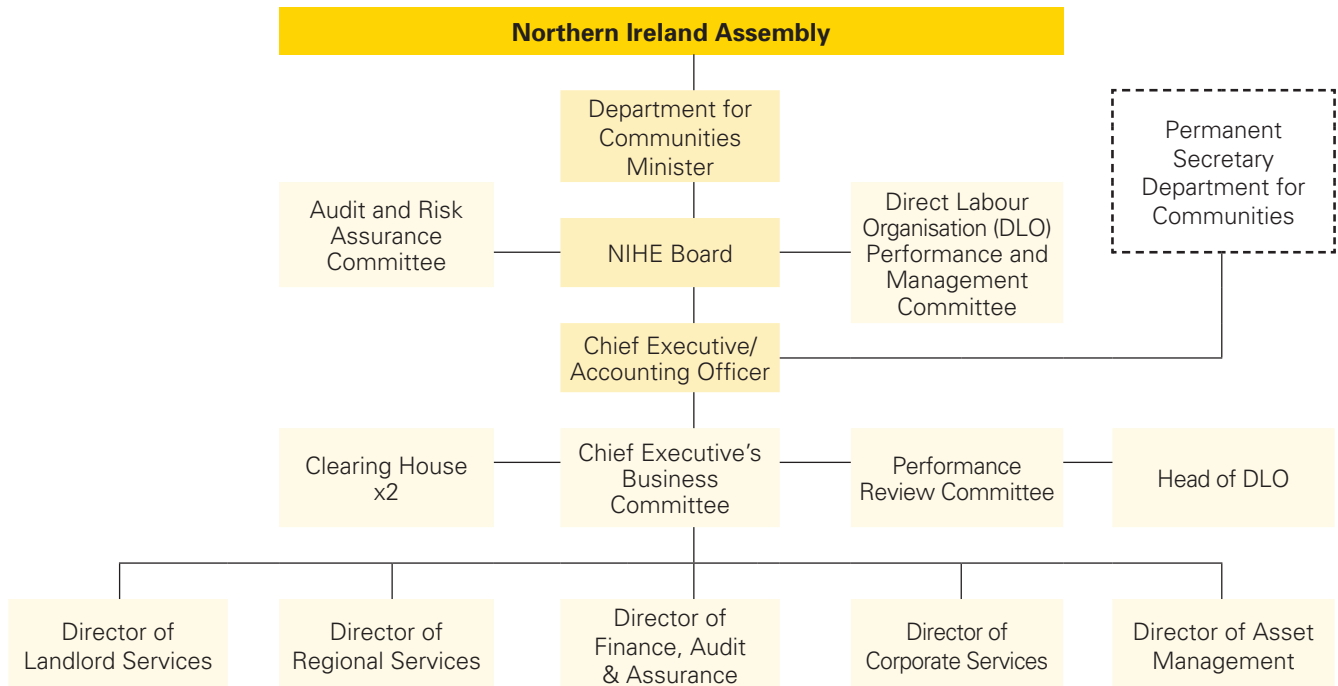 Northern Ireland Assembly
Department for
Communities
Minister
Permanent
Secretary
Department for
Communities
Audit and Risk
Assurance
Committee
NIHE Board
Direct Labour
Organisation (DLO)
Performance and
Management
Committee
Chief Executive/
Accounting Officer
Clearing House
x2
Chief Executive’s
Business
Committee
Performance
Review Committee
Head of DLO
Director of
Landlord Services
Director of
Regional Services
Director of
Finance, Audit
& Assurance
Director of
Corporate Services
Director of Asset
Management